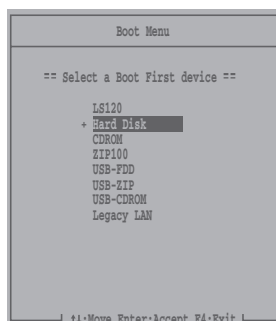 Boot Menu
== Select a Boot First device ==
LS120
+ Hard Disk
CDROM
ZIP100
USB-FDD
USB-ZIP
USB-CDROM
Legacy LAN
↑↓:Move Enter:Accept F4:Exit